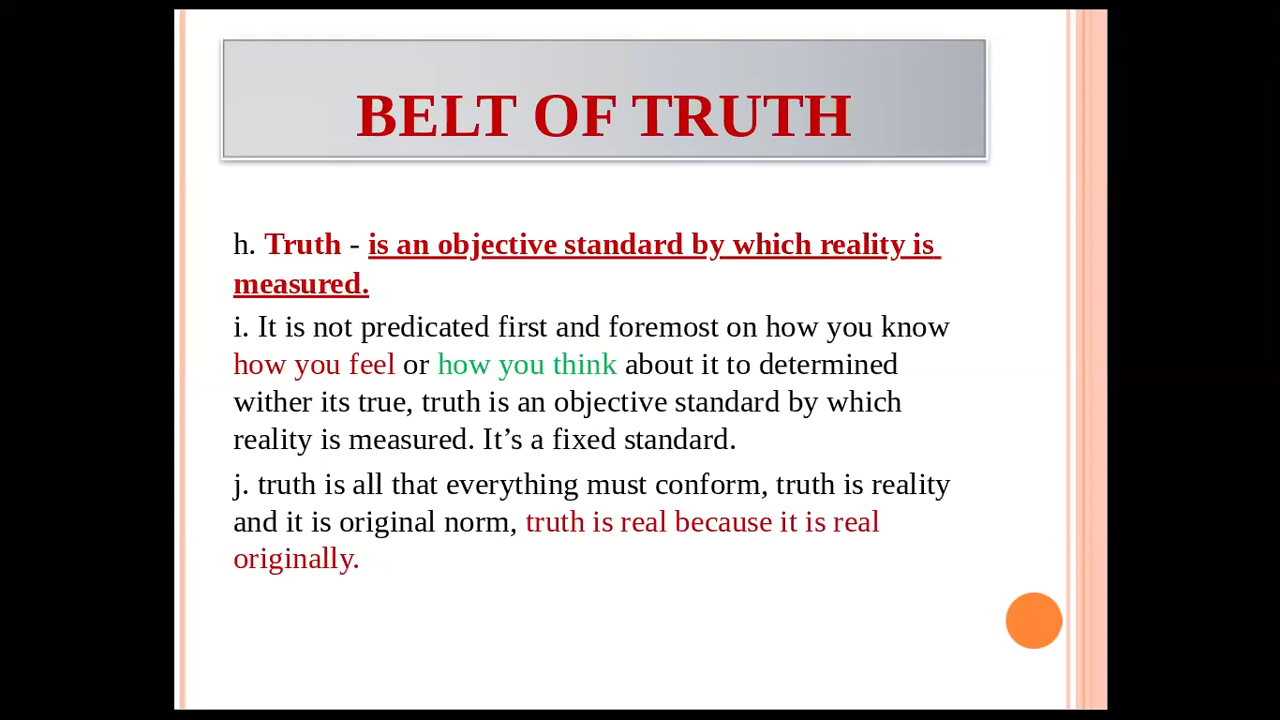 BELT OF TRUTH
h. Truth - is an objective standard by which reality is
measured.
i. It is not predicated first and foremost on how you know
how you feel or how you think about it to determined
wither its true, truth is an objective standard by which
reality is measured. It’s a fixed standard.
j. truth is all that everything must conform, truth is reality
and it is original norm, truth is real because it is real
originally.